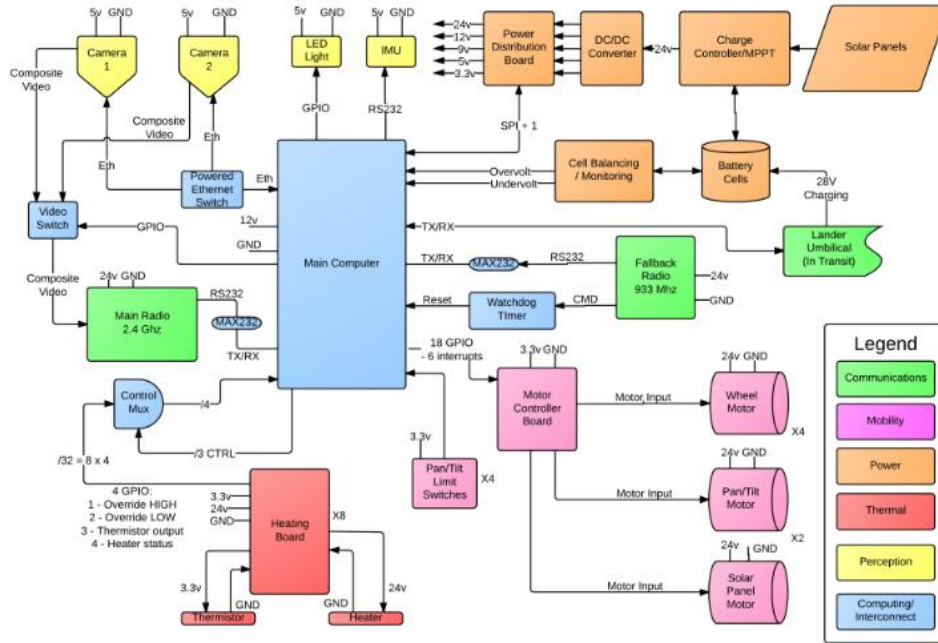 5v GND
5v GND
5v GND
5v GND
Camera
1
Camera
2
LED
Light
IMU
24v
12v
9v
5v
3.3v
Power
Distribution
Board
DC/DC
Converter
24v
Charge
Controller/MPPT
Solar Panels
Composite
Video
Composite
Video
Eth
Eth
GPIO
RS232
SPI + 1
Powered
Ethernet
Switch
Eth
Video
Switch
GPIO
12v
GND
Main Computer
Overvolt
Undervolt
Cell Balancing
/ Monitoring
Battery
Cells
28V
Charging
TX/RX
Lander
Umbilical
(In Transit)
TX/RX
MAX232
RS232
Fallback
Radio
933 Mhz
24v
GND
Reset
Watchdog
TImer
CMD
Composite
Video
24v GND
Main Radio
2.4 Ghz
RS232
MAX232
TX/RX
18 GPIO
- 6 interrupts
3.3v GND
Motor
Controller
Board
Motor Input
24v GND
Wheel
Motor
X4
Control
Mux
/4
/3 CTRL
/32 = 8 x 4
3.3v
Pan/Tilt
Limit
Switches
X4
Motor Input
24v GND
Pan/Tilt
Motor
X2
4 GPIO:
1 - Override HIGH
2 - Override LOW
3 - Thermistor output
4 - Heater status
3.3v
24v
GND
Heating
Board
X8
3.3v
GND
GND
24v
Thermistor
Heater
Motor Input
24v GND
Solar
Panel
Motor
Legend
Communications
Mobility
Power
Thermal
Perception
Computing/
Interconnect